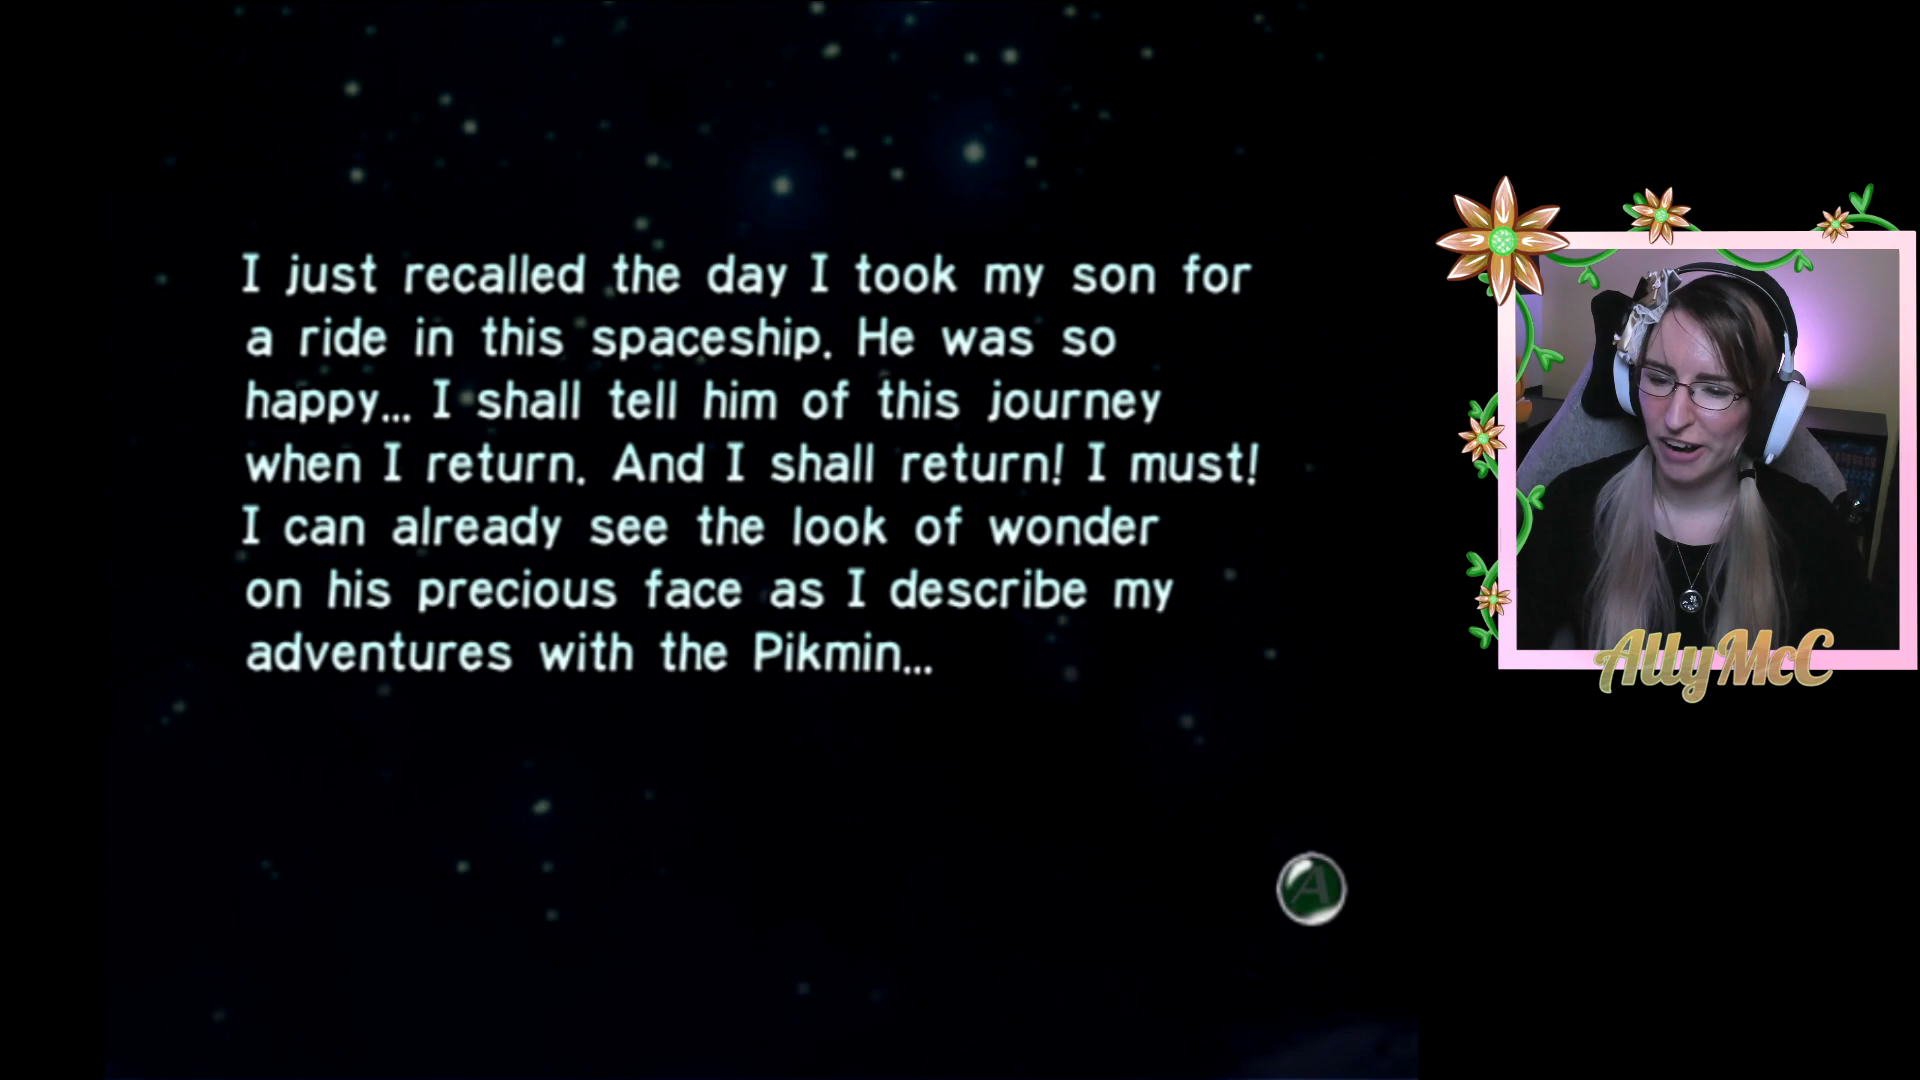 I just recalled the day I took my son for
a ride in this spaceship. He was so
happy... I shall tell him of this journey
when I return. And I shall return! I must!
I can already see the look of wonder
on his precious face as I describe my
adventures with the Pikmin...
A
AllyMcC